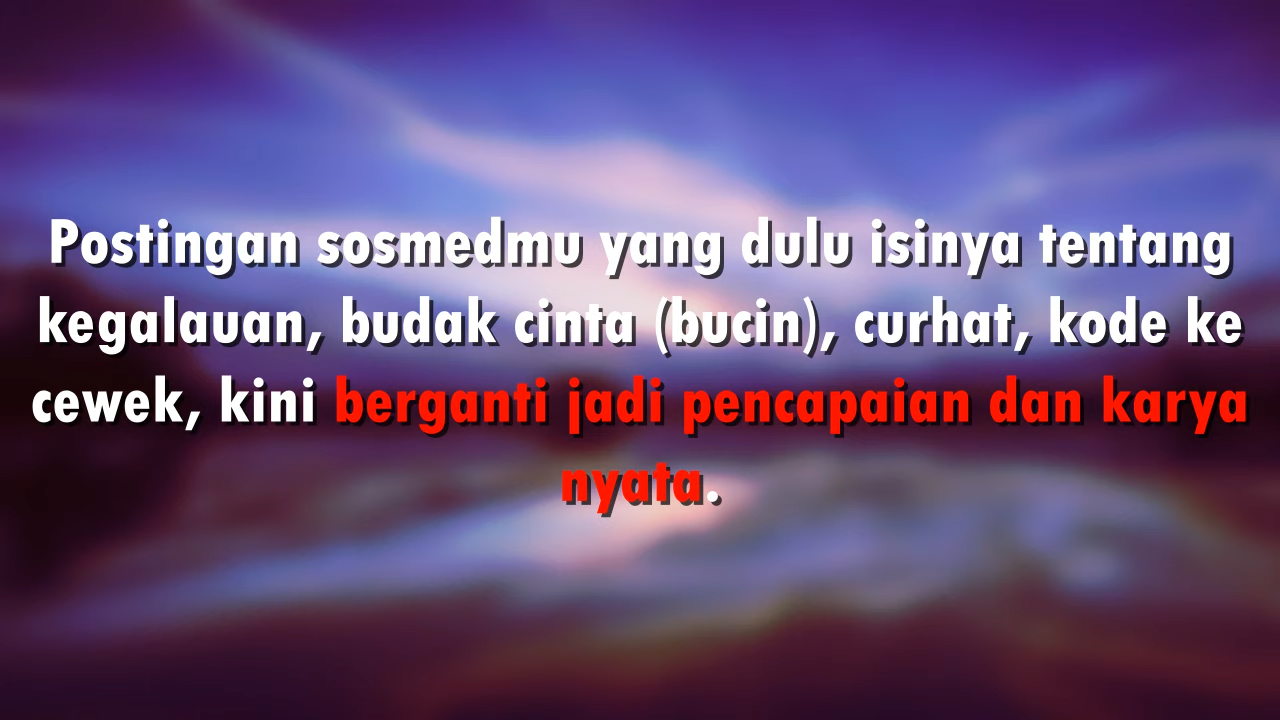 Postingan sosmedmu yang dulu isinya tentang
kegalauan, budak cinta (bucin), curhat, kode ke
cewek, kini berganti jadi pencapaian dan karya
nyata.